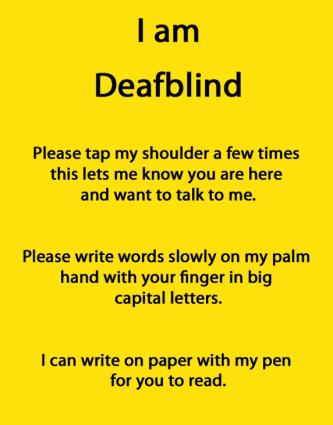 I am
Deafblind
Please tap my shoulder a few times
this lets me know you are here
and want to talk to me.
Please write words slowly on my palm
hand with your finger in big
capital letters.
I can write on paper with my pen
for you to read.